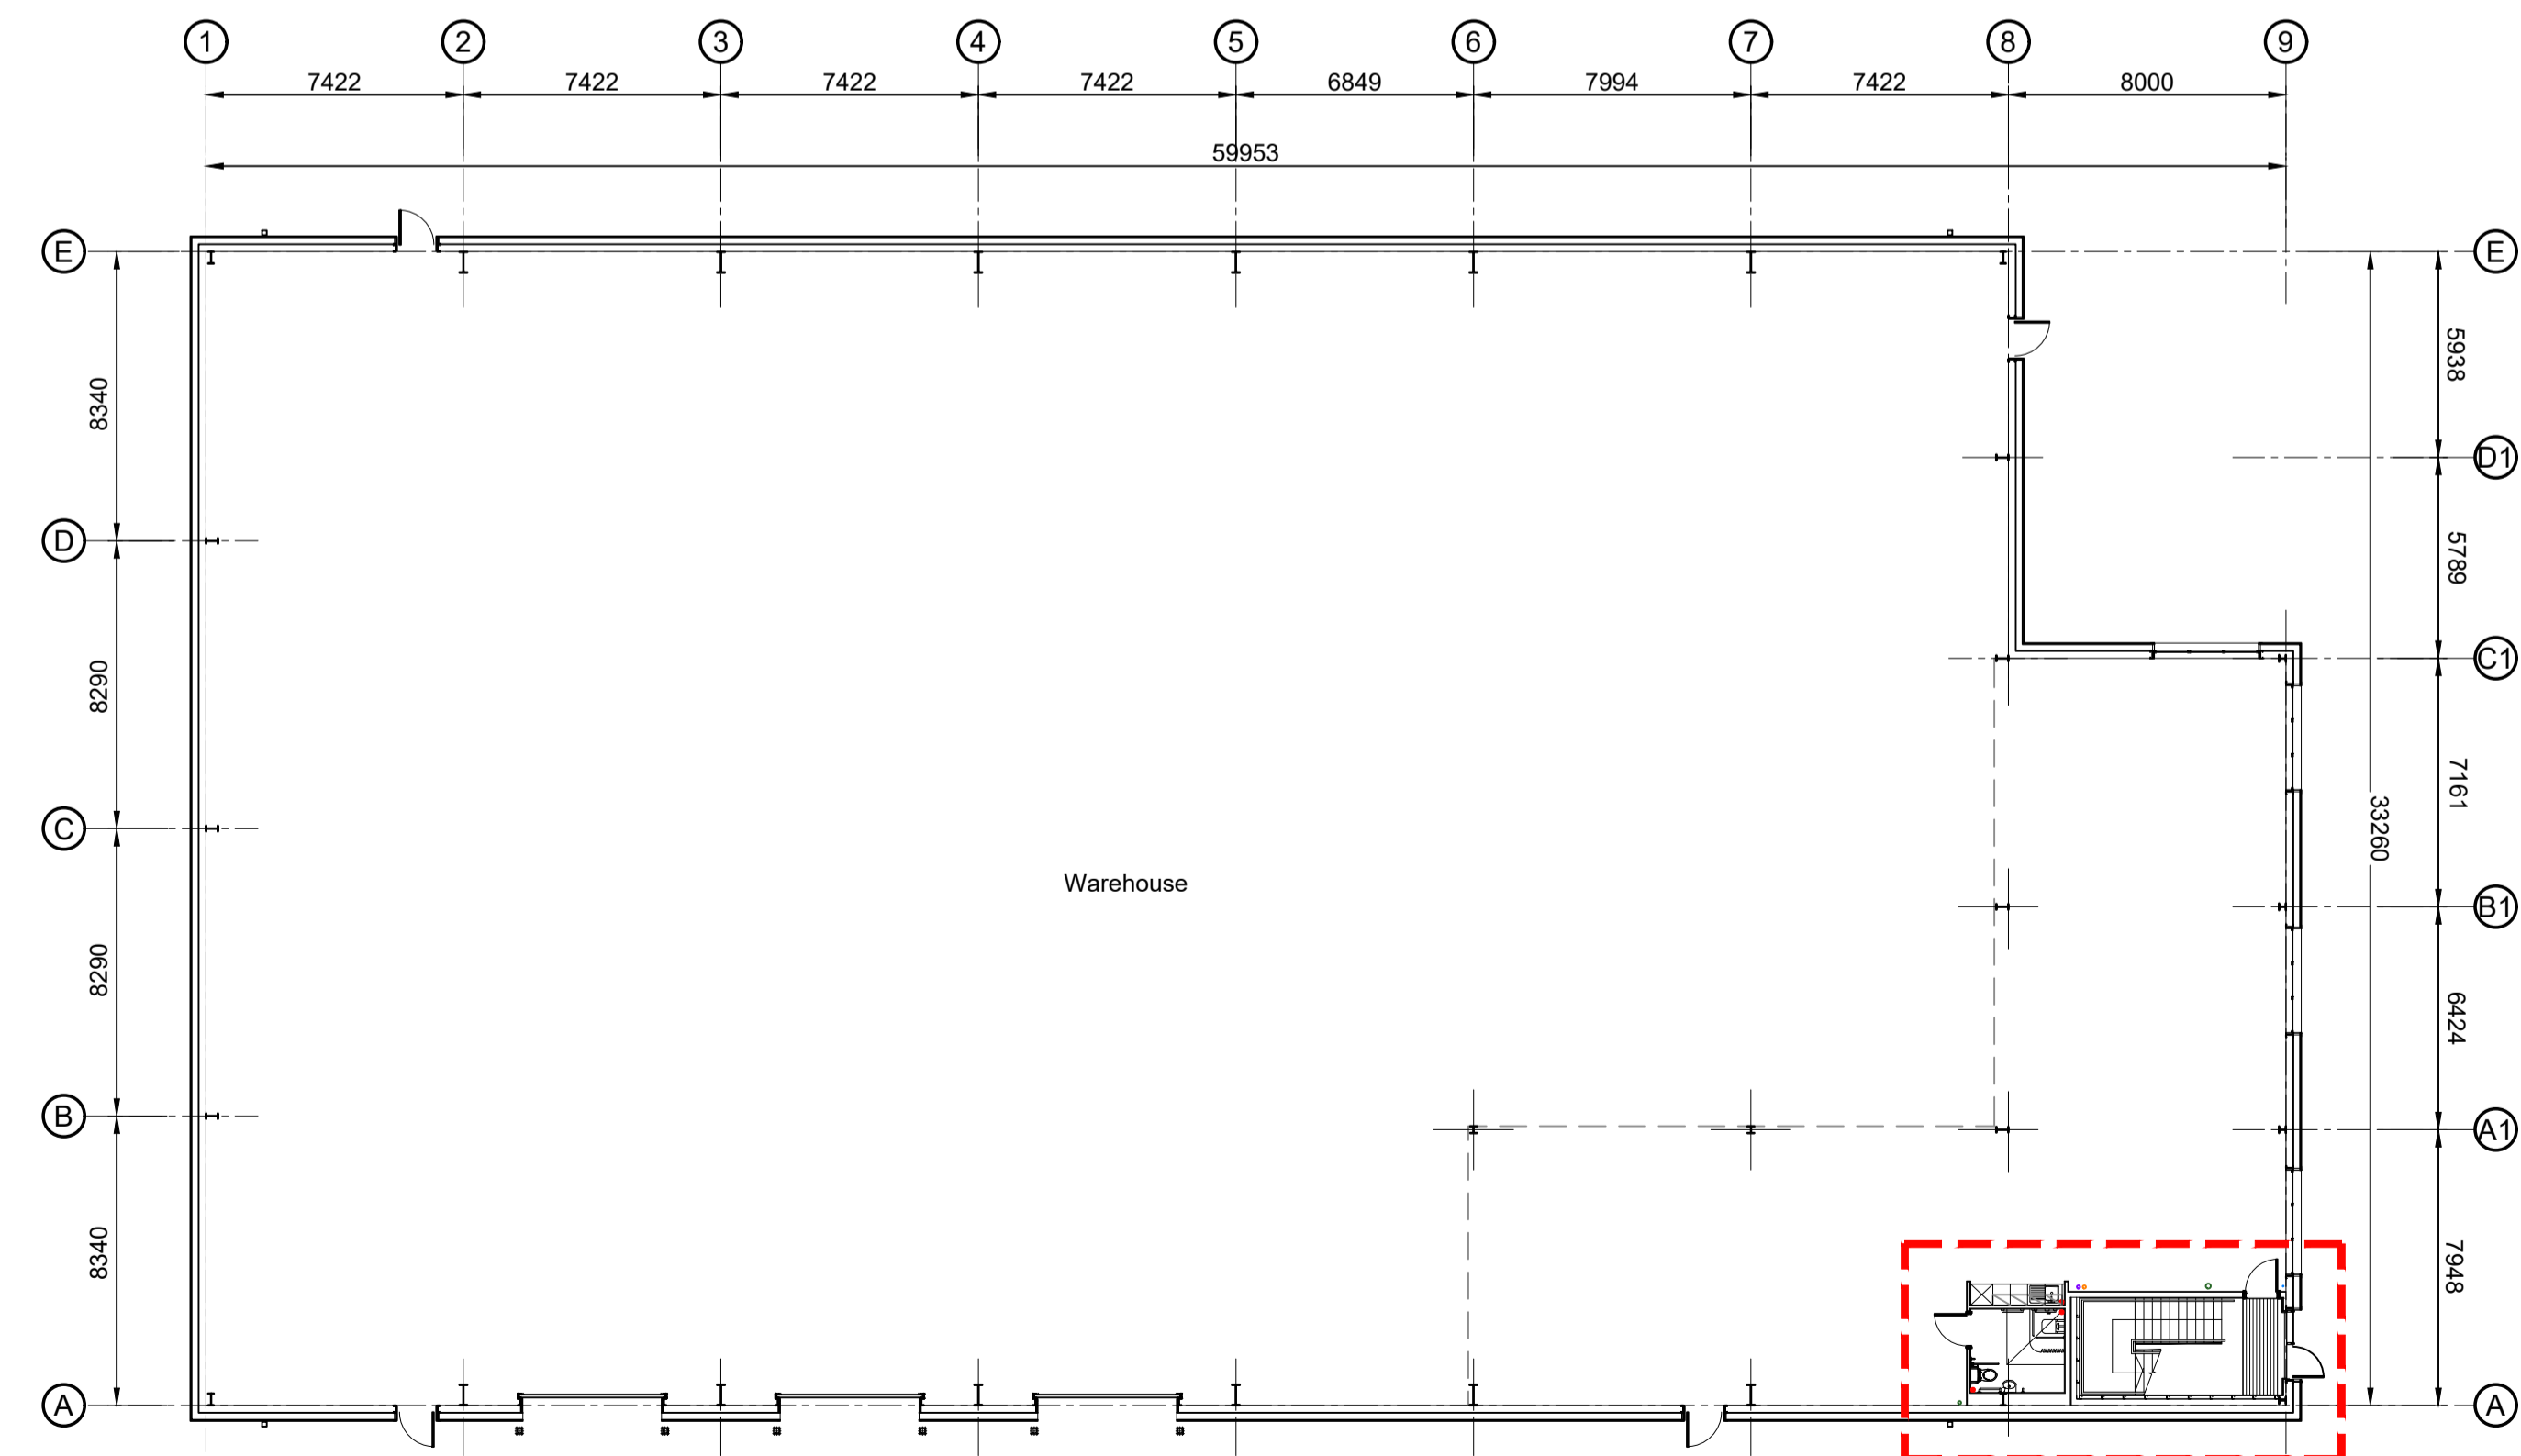 1 2 3 4 5 6 7 8 9
7422 7422 7422 7422 6849 7994 7422 8000
59953
E E
5938
8340
D1
D
5789
8290
C1
7161
33260
C
Warehouse
B1
8290
6424
B
A1
8340
7948
A A